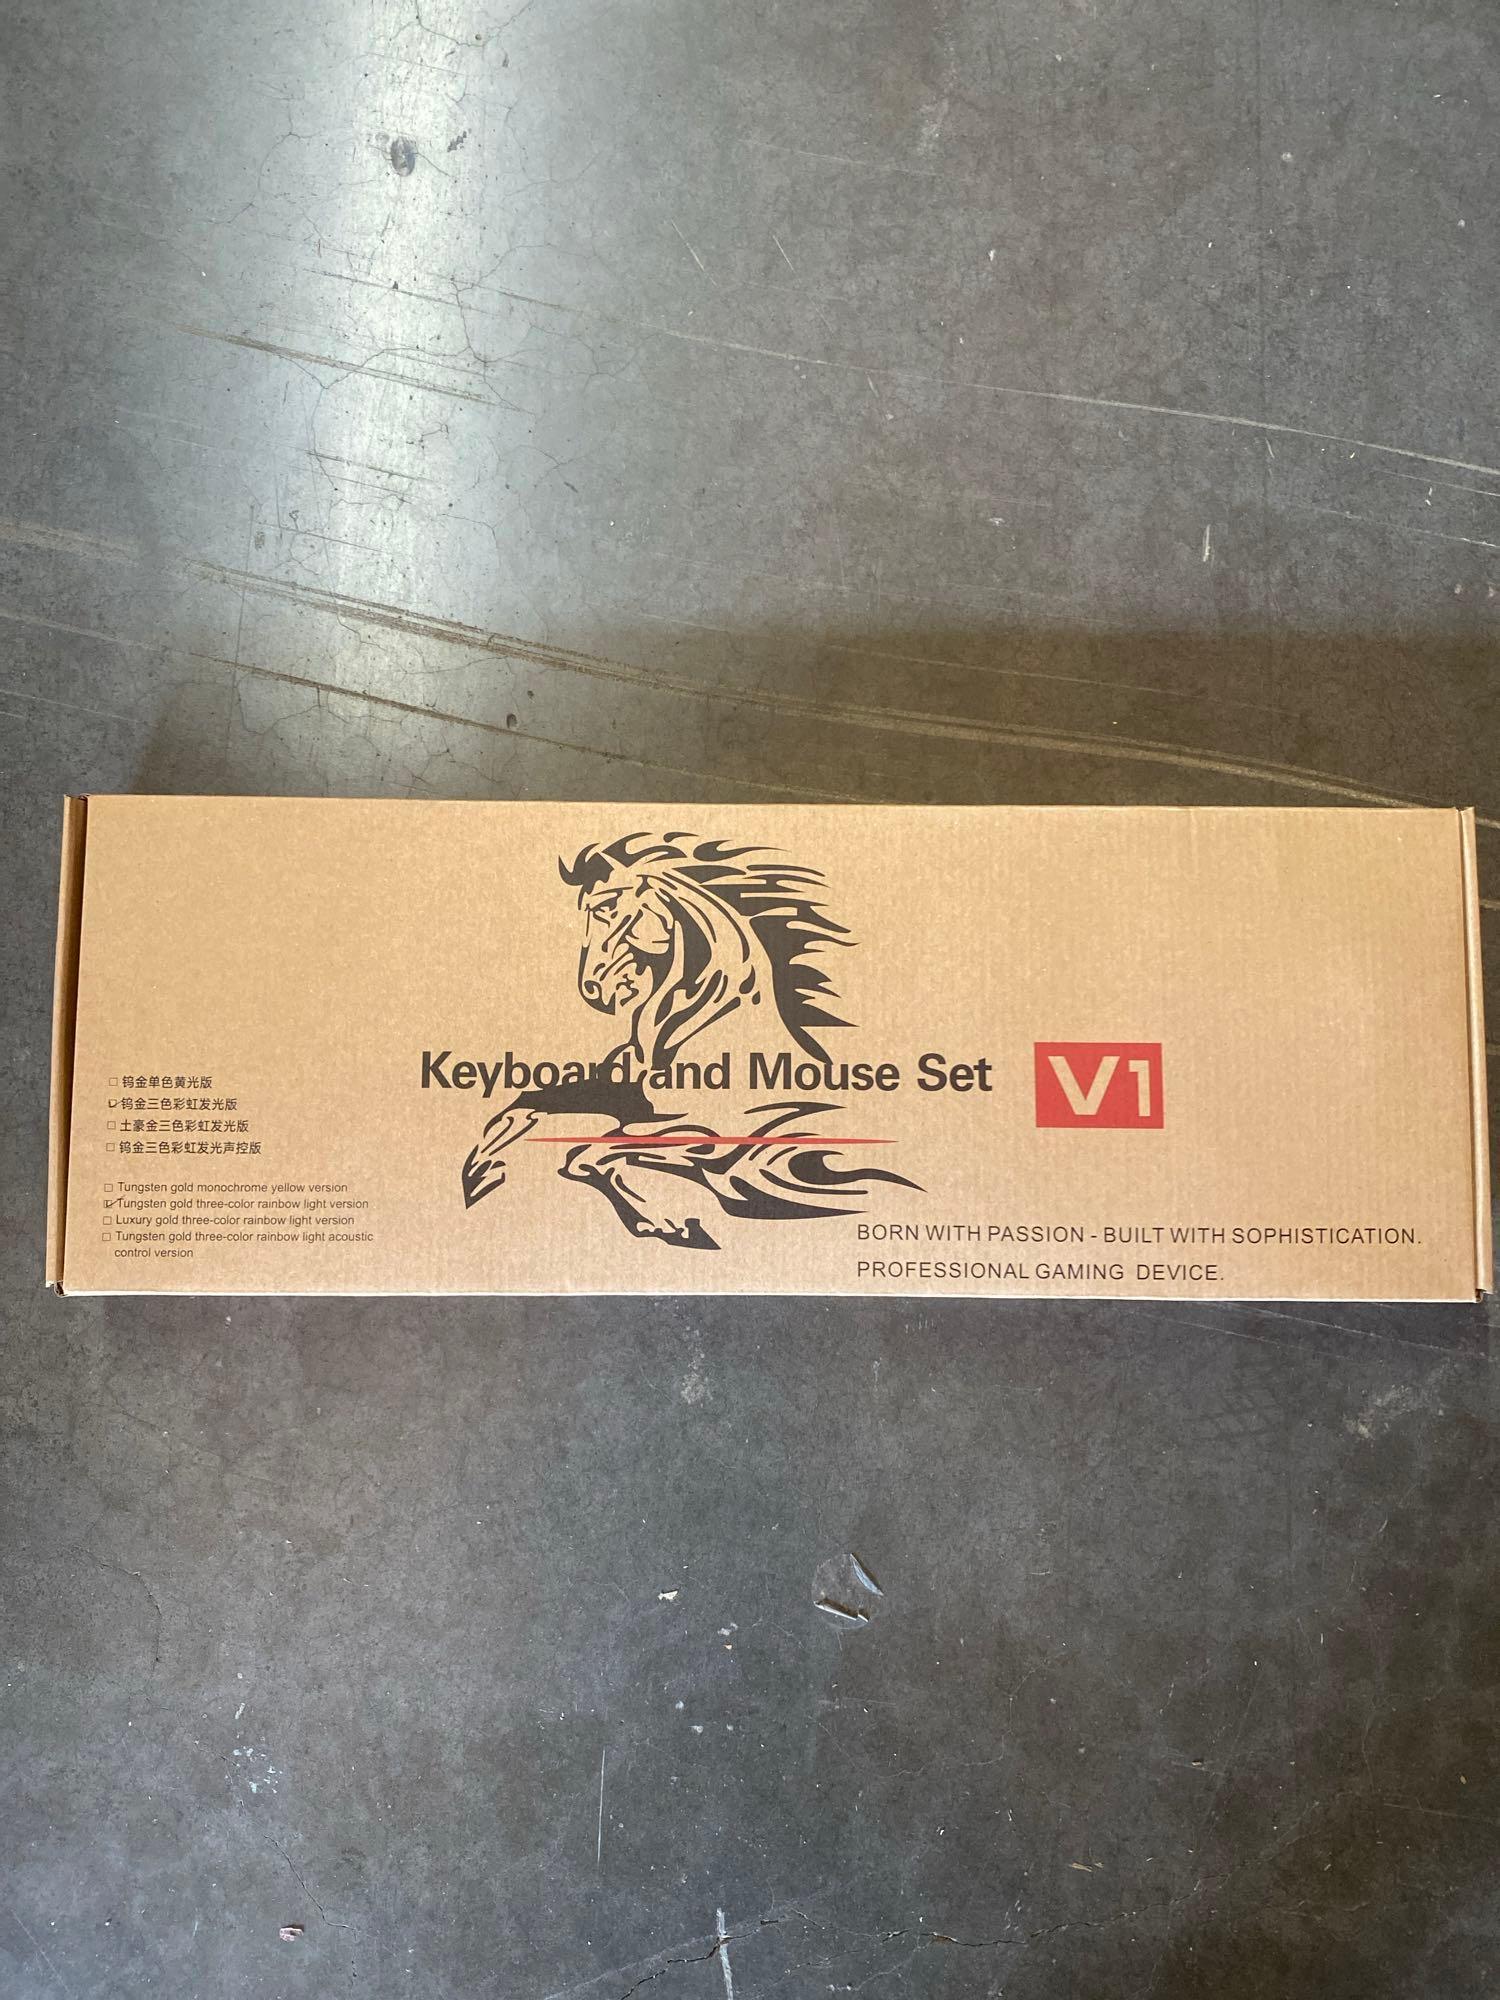 Keyboard and Mouse Set V1
□ 钨金单色黄光版
☑ 钨金三色彩虹发光版
□ 土豪金三色彩虹发光版
□ 钨金三色彩虹发光声控版
□ Tungsten gold monochrome yellow version
☑ Tungsten gold three-color rainbow light version
□ Luxury gold three-color rainbow light version
□ Tungsten gold three-color rainbow light acoustic
control version
BORN WITH PASSION - BUILT WITH SOPHISTICATION.
PROFESSIONAL GAMING DEVICE.